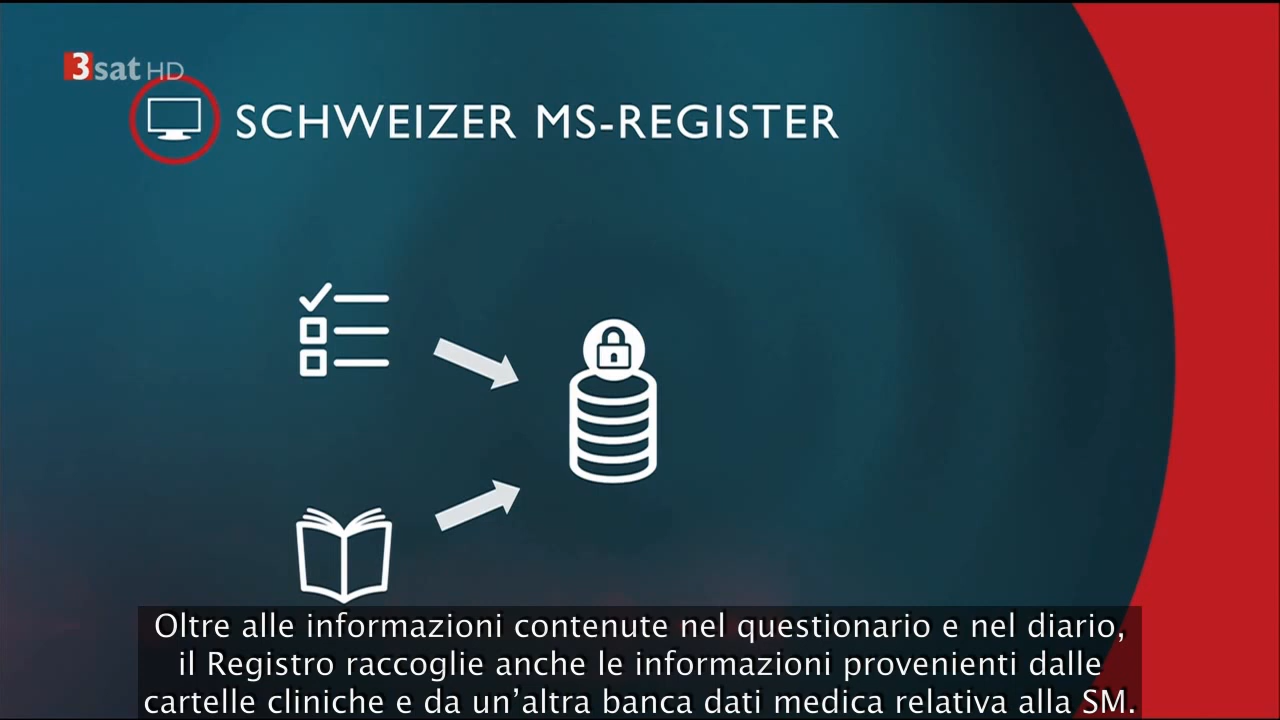 3sat HD
SCHWEIZER MS-REGISTER
Oltre alle informazioni contenute nel questionario e nel diario,
il Registro raccoglie anche le informazioni provenienti dalle
cartelle cliniche e da un’altra banca dati medica relativa alla SM.